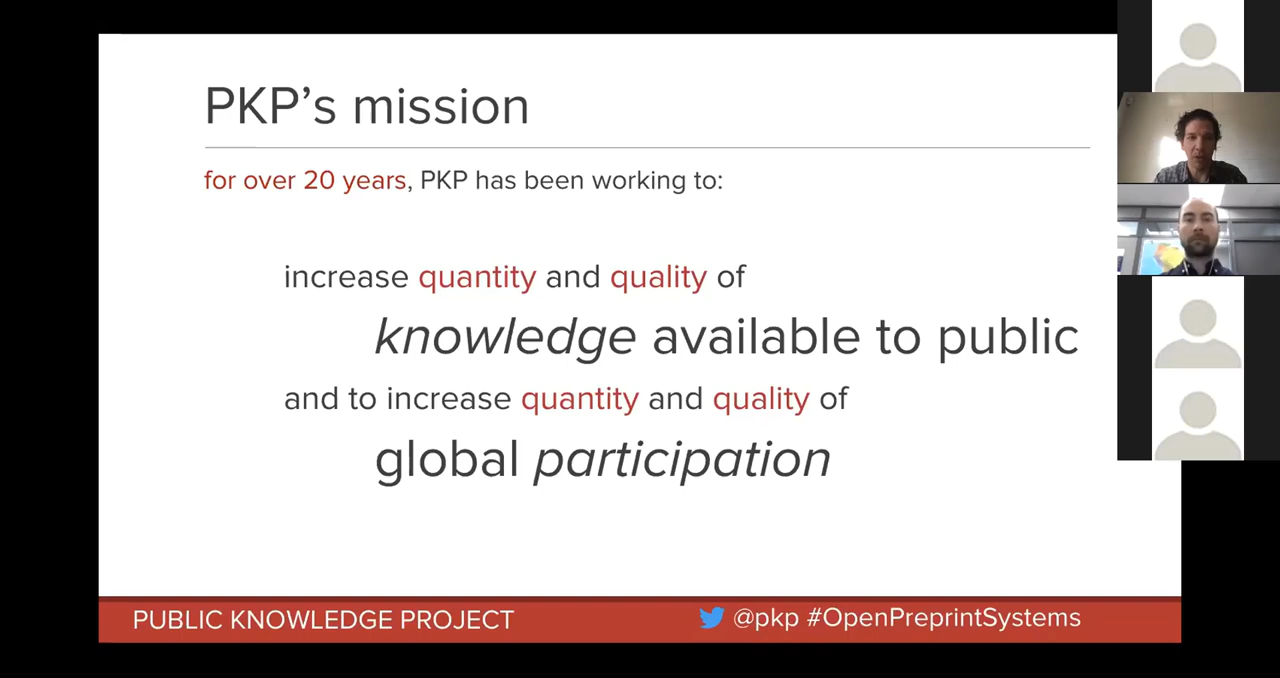 PKP’s mission
for over 20 years, PKP has been working to:
increase quantity and quality of
knowledge available to public
and to increase quantity and quality of
global participation
PUBLIC KNOWLEDGE PROJECT
@pkp #OpenPreprintSystems